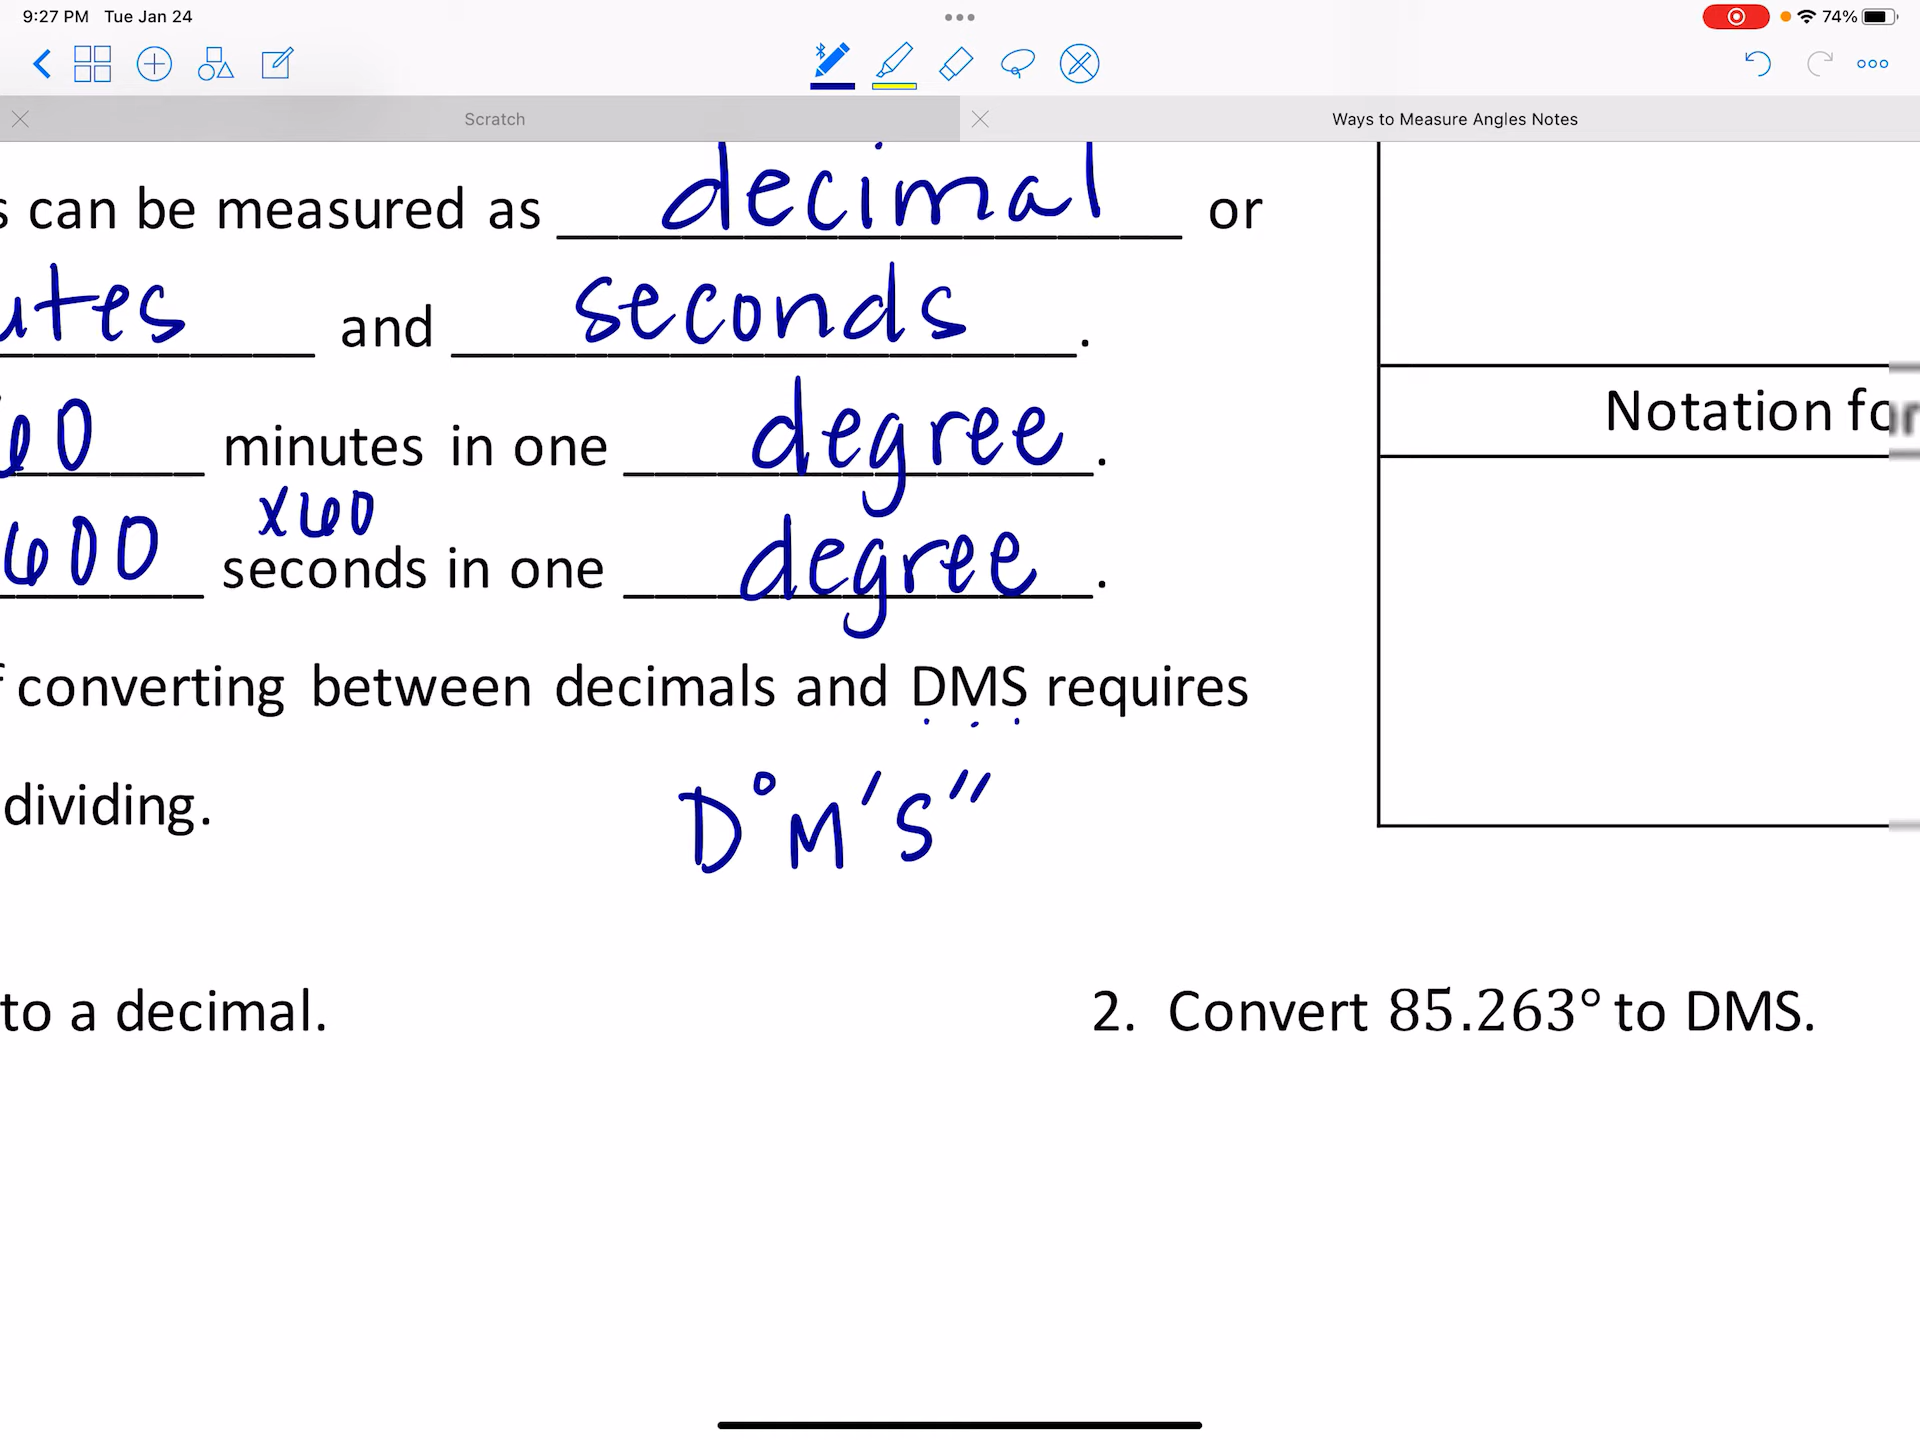 9:27 PM Tue Jan 24
74%
Scratch
Ways to Measure Angles Notes
s can be measured as decimal or
utes and seconds.
60 minutes in one degree.
x60
600 seconds in one degree.
converting between decimals and DMS requires
dividing.
D° M' S"
Notation for
to a decimal.
2. Convert 85.263° to DMS.